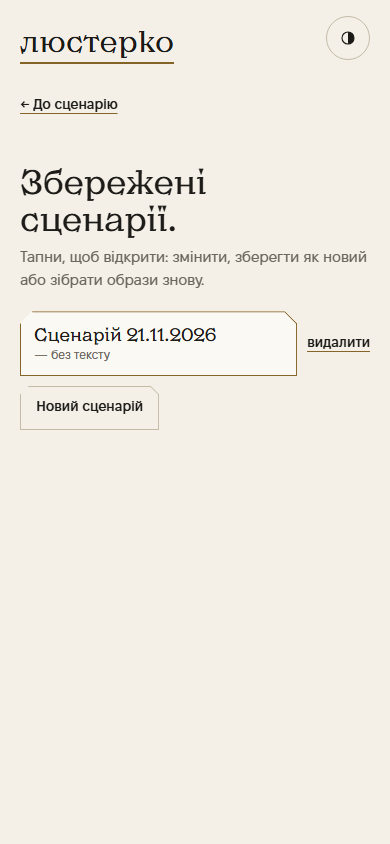 люстерко
← До сценарію
Збережені
сценарії.
Тапни, щоб відкрити: змінити, зберегти як новий
або зібрати образи знову.
Сценарій 21.11.2026
— без тексту
видалити
Новий сценарій